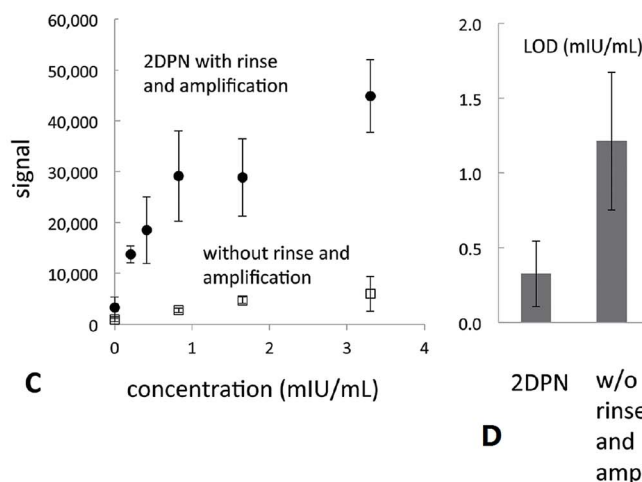 60,000
50,000
40,000
30,000
20,000
10,000
0
signal
2DPN with rinse
and amplification
without rinse and
amplification
0
1
2
3
4
C
concentration (mIU/mL)
LOD (mIU/mL)
2.0
1.5
1.0
0.5
0.0
2DPN
w/o
rinse
and
amp
D